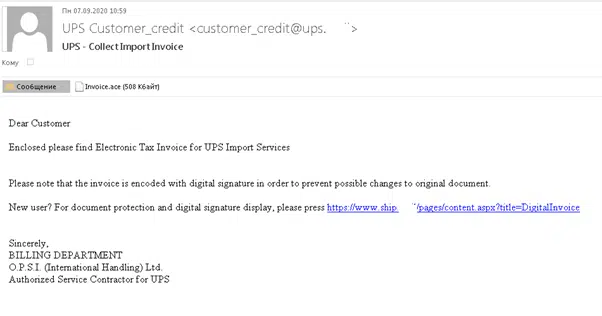 Пн 07.09.2020 10:59
UPS Customer_credit <customer_credit@ups. ¨>
UPS - Collect Import Invoice
Кому
Сообщение Invoice.ace (508 Кбайт)
Dear Customer
Enclosed please find Electronic Tax Invoice for UPS Import Services
Please note that the invoice is encoded with digital signature in order to prevent possible changes to original document.
New user? For document protection and digital signature display, please press https://www.ship. ¨/pages/content.aspx?title=DigitalInvoice
Sincerely,
BILLING DEPARTMENT
O.P.S.I. (International Handling) Ltd.
Authorized Service Contractor for UPS